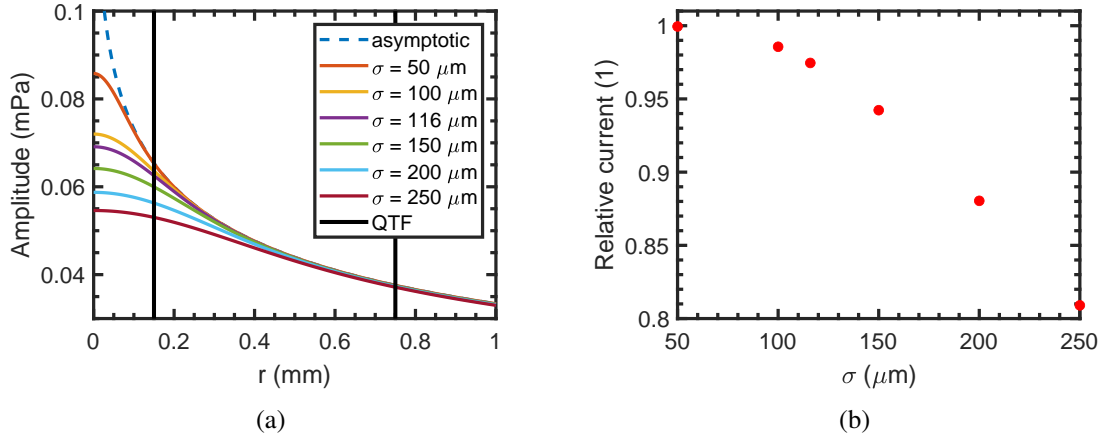 0.1
0.08
0.06
0.04
Amplitude (mPa)
0 0.2 0.4 0.6 0.8 1
r (mm)
asymptotic
σ = 50 μm
σ = 100 μm
σ = 116 μm
σ = 150 μm
σ = 200 μm
σ = 250 μm
QTF
(a)
1
0.95
0.9
0.85
0.8
Relative current (1)
50 100 150 200 250
σ (μm)
(b)